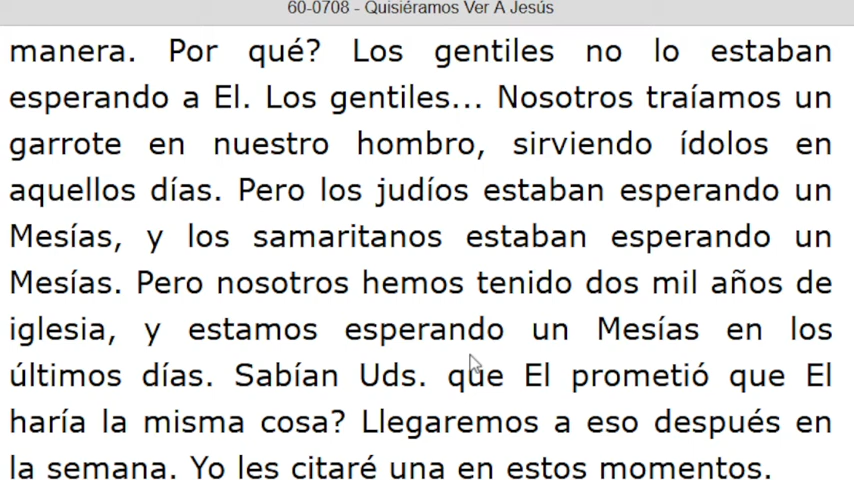 60-0708 - Quisiéramos Ver A Jesús
manera. Por qué? Los gentiles no lo estaban
esperando a El. Los gentiles... Nosotros traíamos un
garrote en nuestro hombro, sirviendo ídolos en
aquellos días. Pero los judíos estaban esperando un
Mesías, y los samaritanos estaban esperando un
Mesías. Pero nosotros hemos tenido dos mil años de
iglesia, y estamos esperando un Mesías en los
últimos días. Sabían Uds. que El prometió que El
haría la misma cosa? Llegaremos a eso después en
la semana. Yo les citaré una en estos momentos.